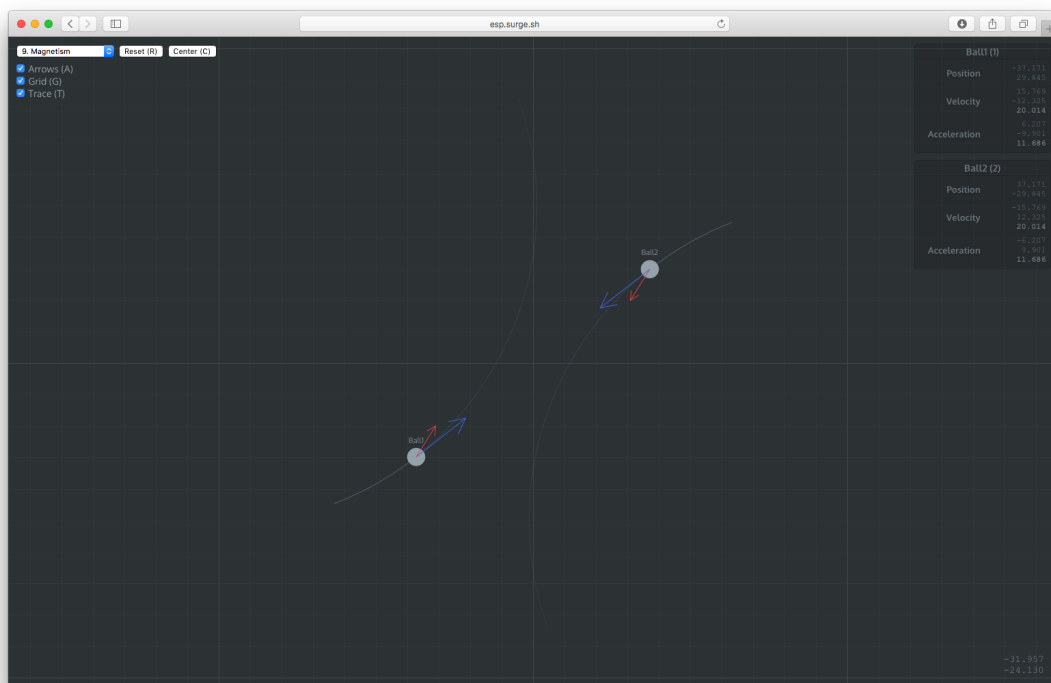 esp.surge.sh
9. Magnetism
Reset (R)
Center (C)
Arrows (A)
Grid (G)
Trace (T)
Ball1 (1)
Position
-37.171
29.845
Velocity
15.769
-12.325
20.014
Acceleration
6.207
-9.901
11.686
Ball2 (2)
Position
37.171
-29.845
Velocity
-15.769
12.325
20.014
Acceleration
-6.207
9.901
11.686
Ball2
Ball1
-31.957
-24.130